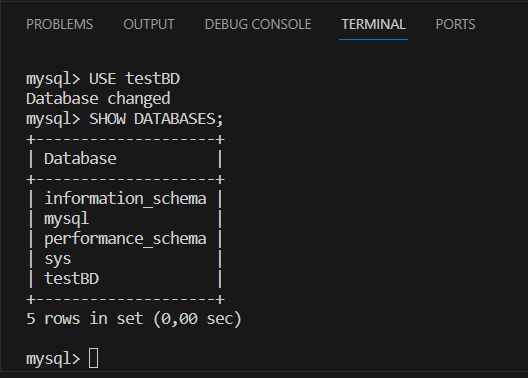 PROBLEMS OUTPUT DEBUG CONSOLE TERMINAL PORTS
mysql> USE testBD
Database changed
mysql> SHOW DATABASES;
+--------------------+
| Database           |
+--------------------+
| information_schema |
| mysql              |
| performance_schema |
| sys                |
| testBD             |
+--------------------+
5 rows in set (0,00 sec)
mysql>